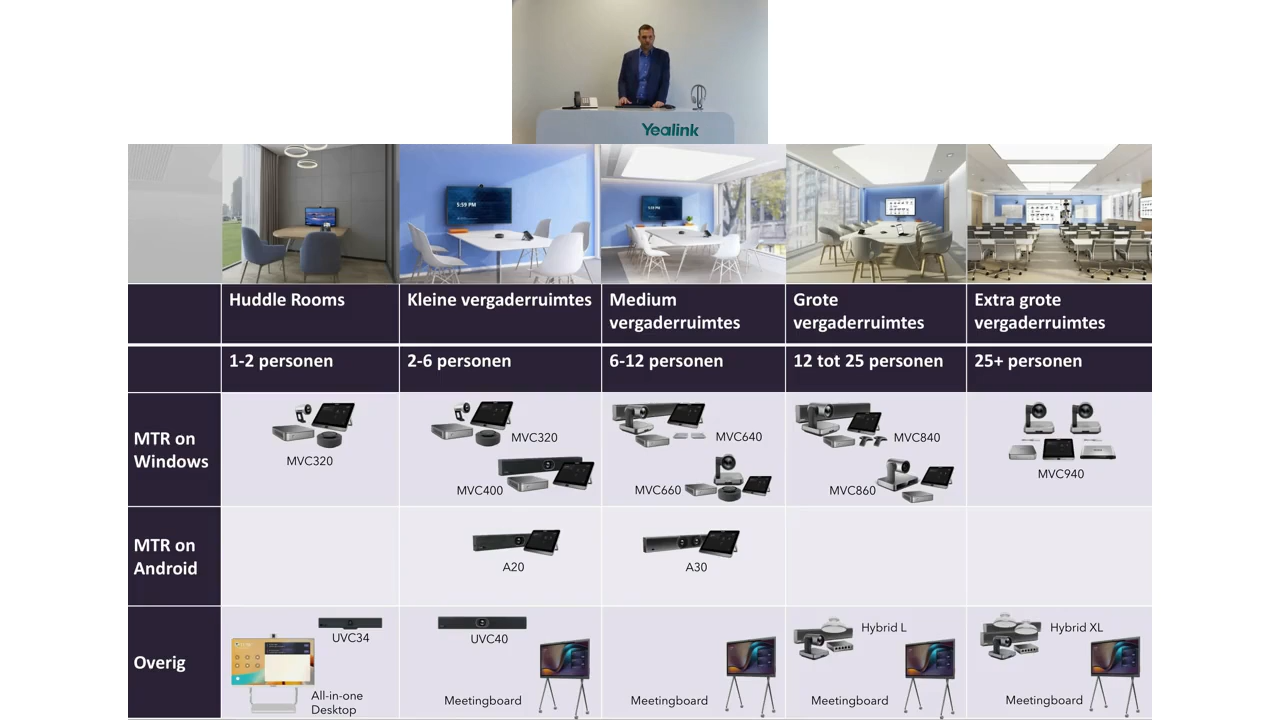 Yealink
5:59 PM
Huddle Rooms
Kleine vergaderruimtes
Medium
vergaderruimtes
Grote
vergaderruimtes
Extra grote
vergaderruimtes
1-2 personen
2-6 personen
6-12 personen
12 tot 25 personen
25+ personen
MTR on
Windows
MVC320
MVC320
MVC400
MVC640
MVC660
MVC840
MVC860
MVC940
MTR on
Android
A20
A30
Overig
UVC34
All-in-one
Desktop
UVC40
Meetingboard
Meetingboard
Hybrid L
Meetingboard
Hybrid XL
Meetingboard